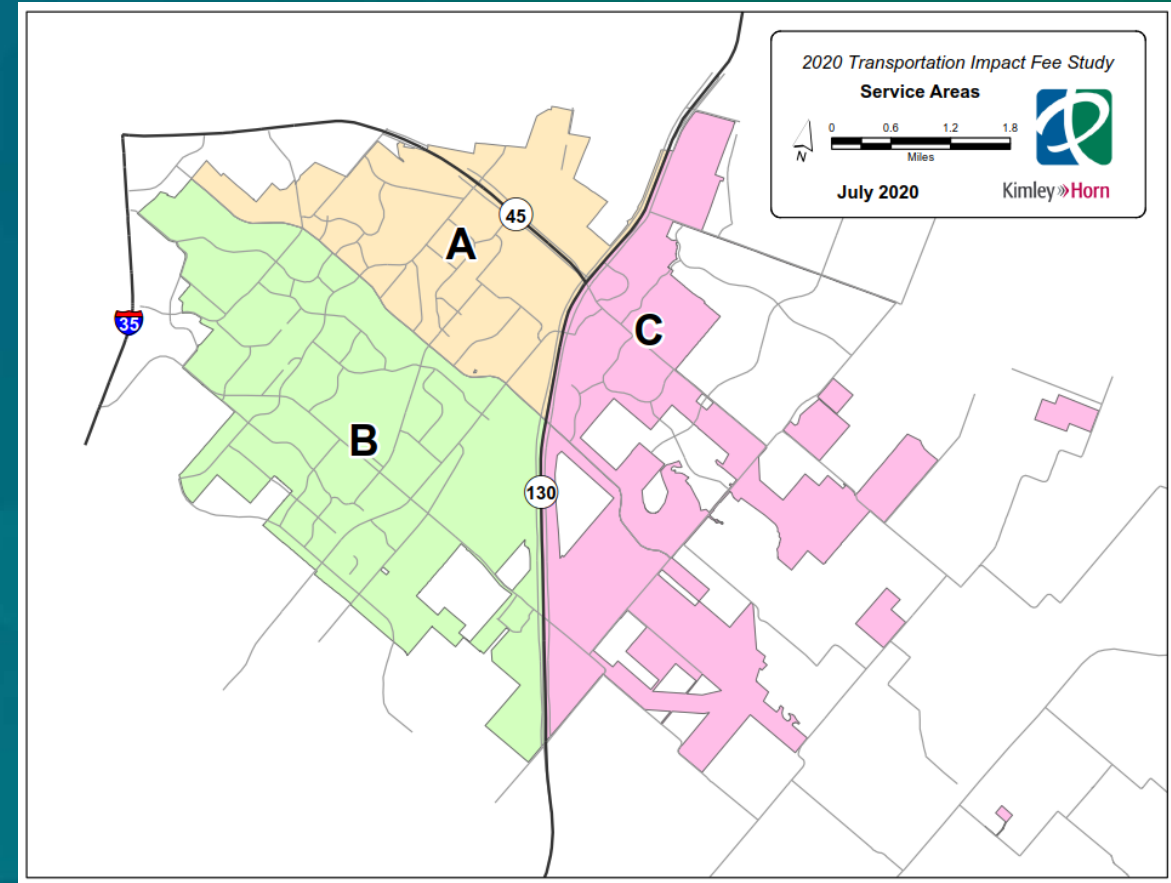 2020 Transportation Impact Fee Study
Service Areas
0 0.6 1.2 1.8
Miles
N
July 2020
Kimley»Horn
45
A
C
35
B
130